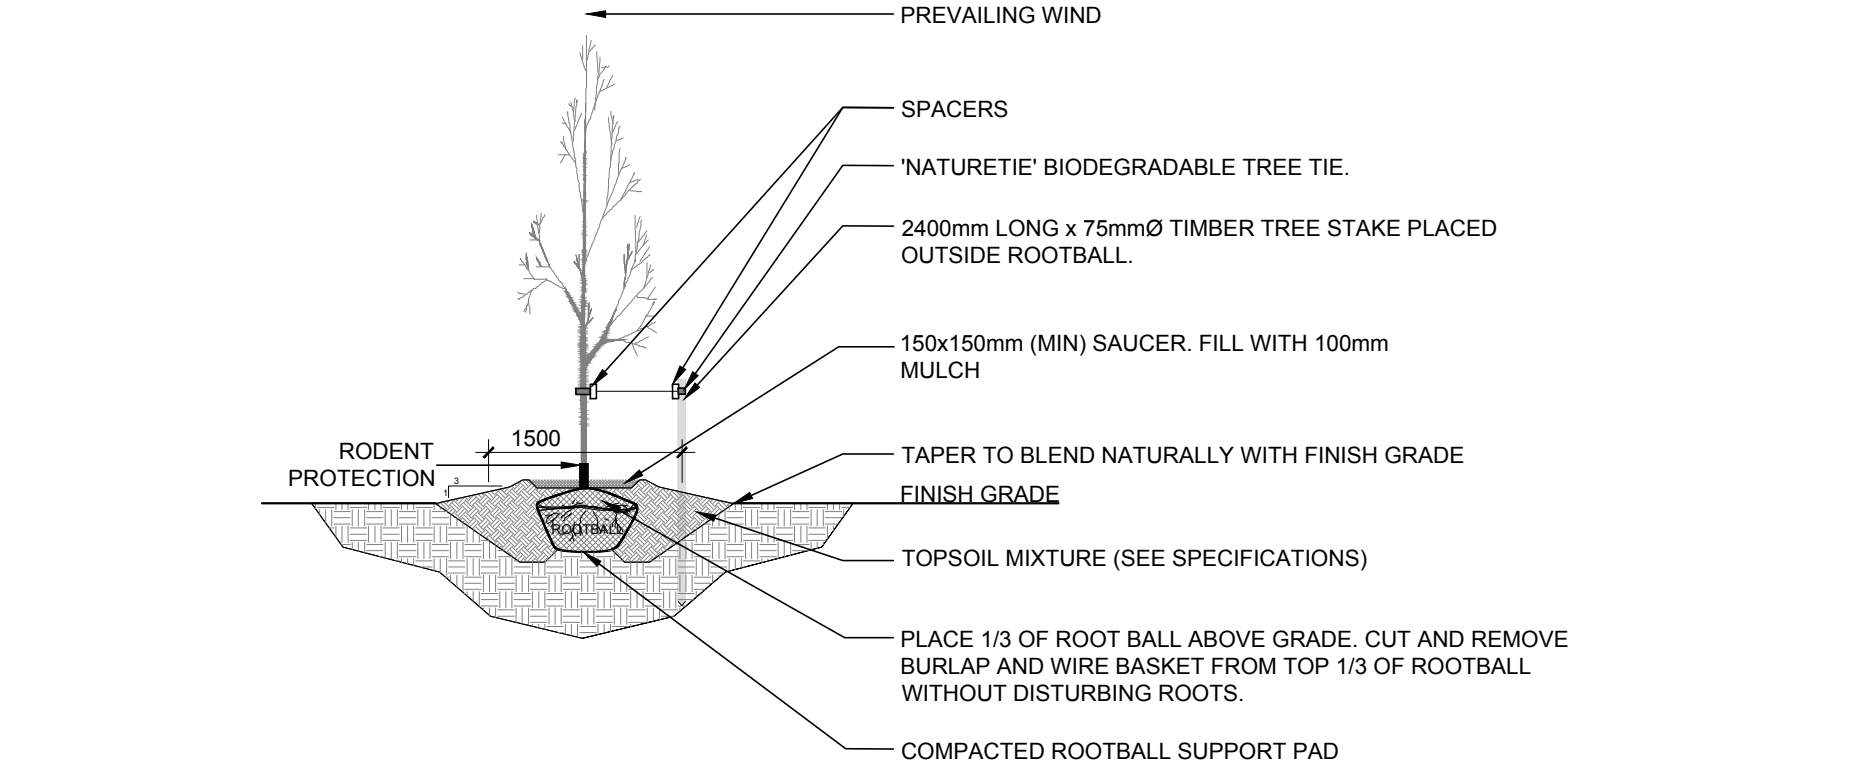 PREVAILING WIND
SPACERS
'NATURETIE' BIODEGRADABLE TREE TIE.
2400mm LONG x 75mmØ TIMBER TREE STAKE PLACED
OUTSIDE ROOTBALL.
150x150mm (MIN) SAUCER. FILL WITH 100mm
MULCH
1500
RODENT
PROTECTION
3
1
TAPER TO BLEND NATURALLY WITH FINISH GRADE
FINISH GRADE
ROOTBALL
TOPSOIL MIXTURE (SEE SPECIFICATIONS)
PLACE 1/3 OF ROOT BALL ABOVE GRADE. CUT AND REMOVE
BURLAP AND WIRE BASKET FROM TOP 1/3 OF ROOTBALL
WITHOUT DISTURBING ROOTS.
COMPACTED ROOTBALL SUPPORT PAD